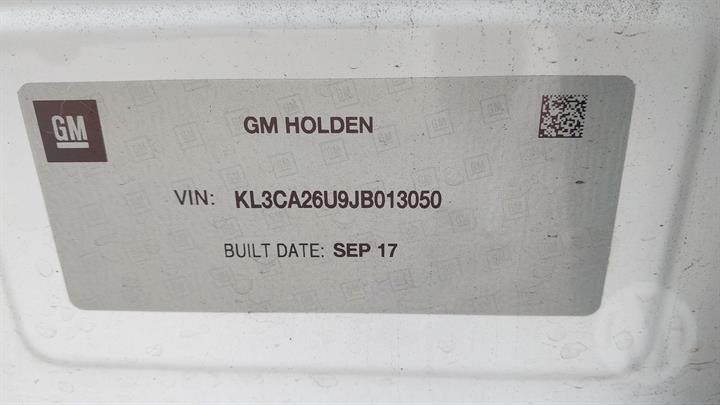 GM
GM HOLDEN
VIN: KL3CA26U9JB013050
BUILT DATE: SEP 17